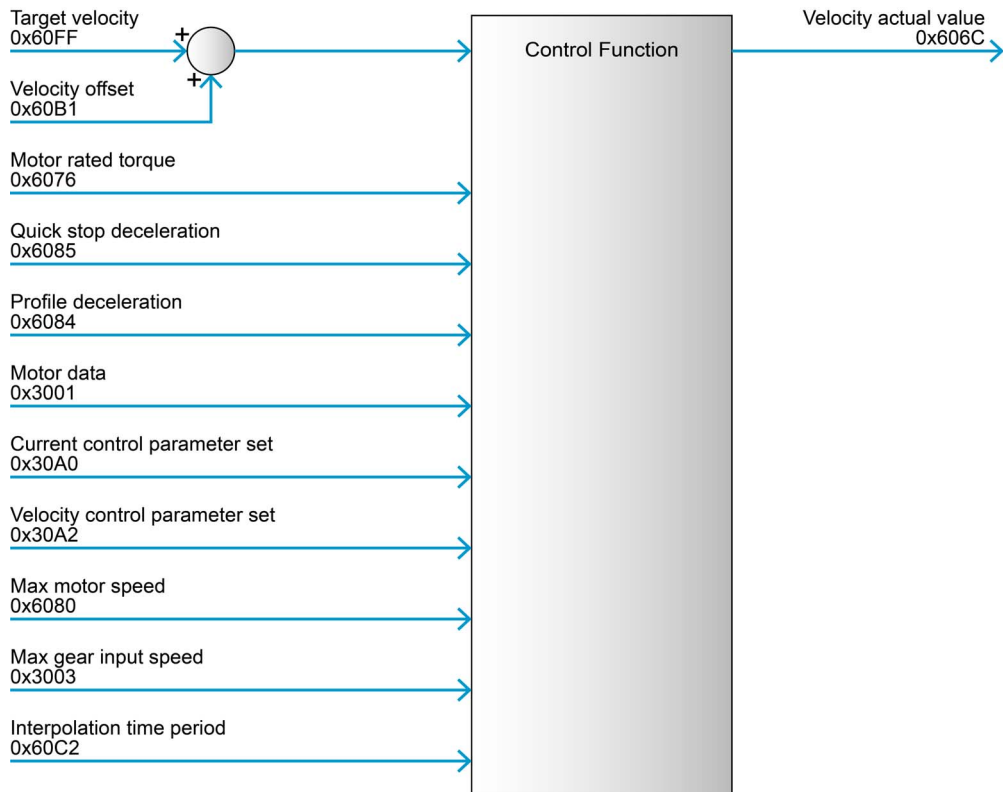 Target velocity
0x60FF
+
+
Velocity offset
0x60B1
Control Function
Velocity actual value
0x606C
Motor rated torque
0x6076
Quick stop deceleration
0x6085
Profile deceleration
0x6084
Motor data
0x3001
Current control parameter set
0x30A0
Velocity control parameter set
0x30A2
Max motor speed
0x6080
Max gear input speed
0x3003
Interpolation time period
0x60C2